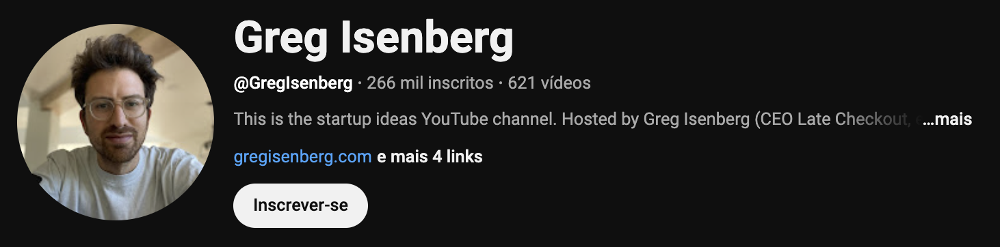 Greg Isenberg
@GregIsenberg · 266 mil inscritos · 621 vídeos
This is the startup ideas YouTube channel. Hosted by Greg Isenberg (CEO Late Checkout, ...mais
gregisenberg.com e mais 4 links
Inscrever-se